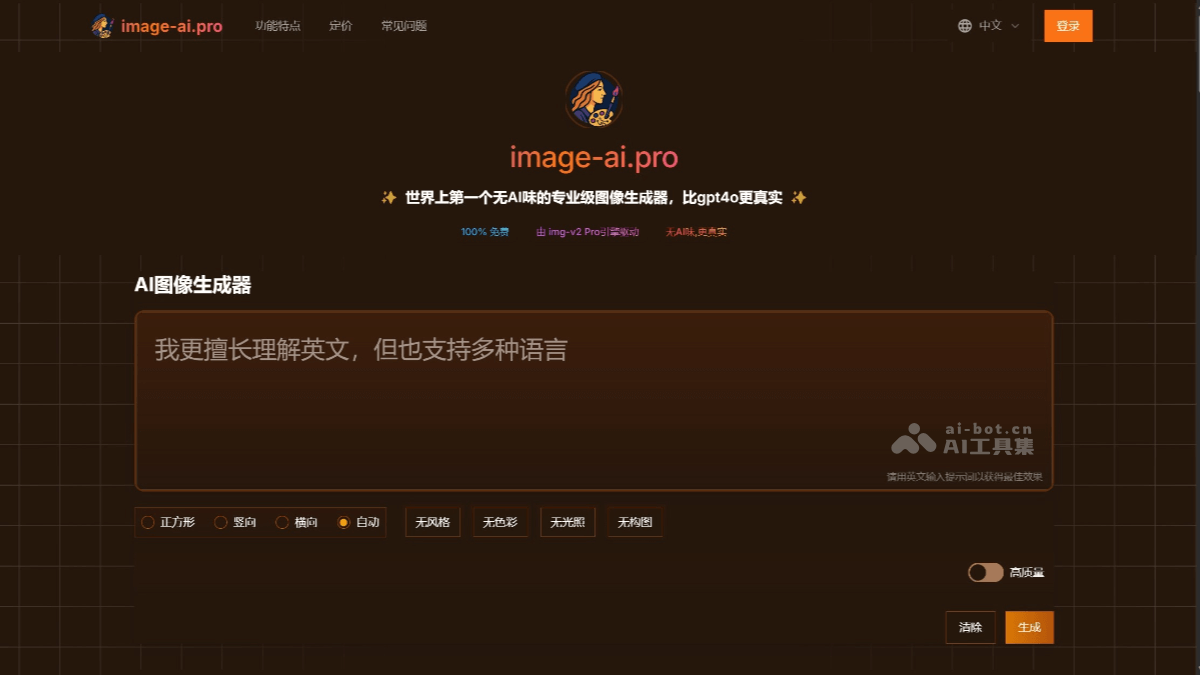 image-ai.pro 功能特点 定价 常见问题 中文 登录
image-ai.pro
✨ 世界上第一个无AI味的专业级图像生成器，比gpt4o更真实 ✨
100% 免费 由 img-v2 Pro引擎驱动 无AI味,更真实
AI图像生成器
我更擅长理解英文，但也支持多种语言
ai-bot.cn
AI工具集
请用英文输入提示词以获得最佳效果
正方形 竖向 横向 自动 无风格 无色彩 无光照 无构图
高质量
清除 生成